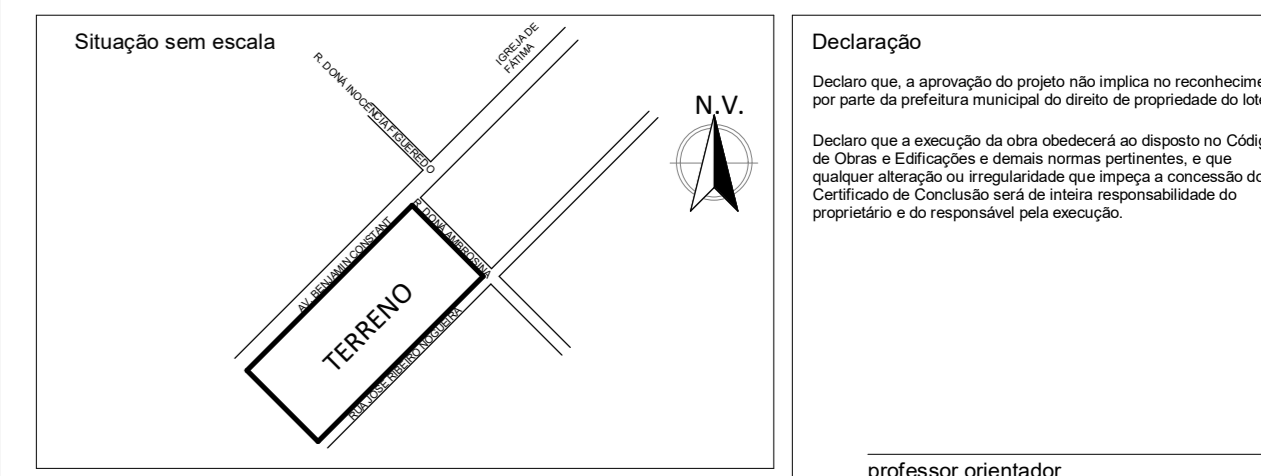 Situação sem escala
R. DONÁ INOCENCIA FIGUEREDO
IGREJA DE
FÁTIMA
N.V.
AV. BENJAMIN CONSTANT
R. DONA AMBROSINA
TERRENO
RUA JOSE RIBEIRO NOGUEIRA
Declaração
Declaro que, a aprovação do projeto não implica no reconhecime
por parte da prefeitura municipal do direito de propriedade do lote
Declaro que a execução da obra obedecerá ao disposto no Códig
de Obras e Edificações e demais normas pertinentes, e que
qualquer alteração ou irregularidade que impeça a concessão do
Certificado de Conclusão será de inteira responsabilidade do
proprietário e do responsável pela execução.
professor orientador